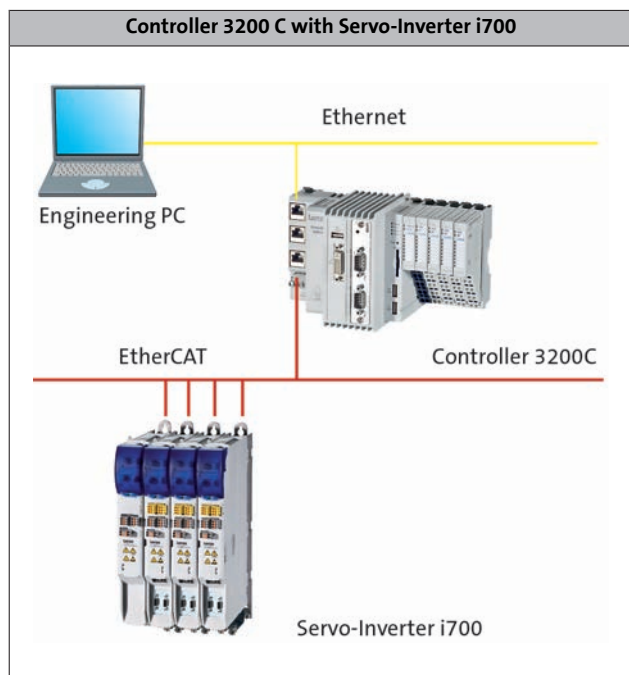 Controller 3200 C with Servo-Inverter i700
Ethernet
Engineering PC
EtherCAT
Controller 3200C
Servo-Inverter i700